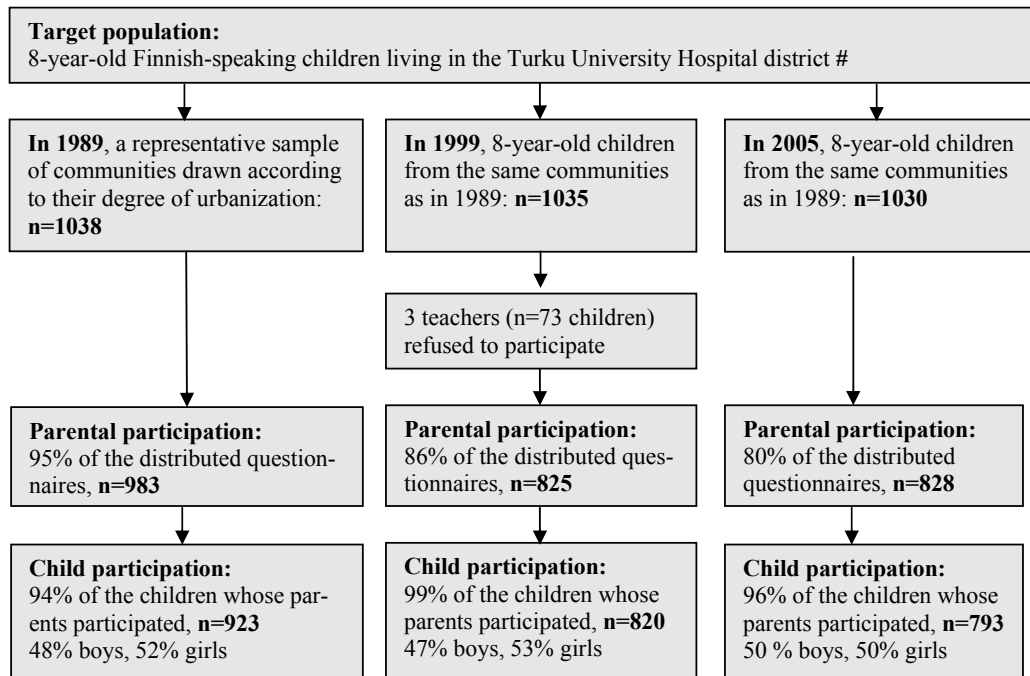 Target population:
8-year-old Finnish-speaking children living in the Turku University Hospital district #
In 1989, a representative sample
of communities drawn according
to their degree of urbanization:
n=1038
In 1999, 8-year-old children
from the same communities
as in 1989: n=1035
In 2005, 8-year-old children
from the same communities
as in 1989: n=1030
3 teachers (n=73 children)
refused to participate
Parental participation:
95% of the distributed question-
naires, n=983
Parental participation:
86% of the distributed ques-
tionnaires, n=825
Parental participation:
80% of the distributed
questionnaires, n=828
Child participation:
94% of the children whose par-
ents participated, n=923
48% boys, 52% girls
Child participation:
99% of the children whose
parents participated, n=820
47% boys, 53% girls
Child participation:
96% of the children whose
parents participated, n=793
50 % boys, 50% girls